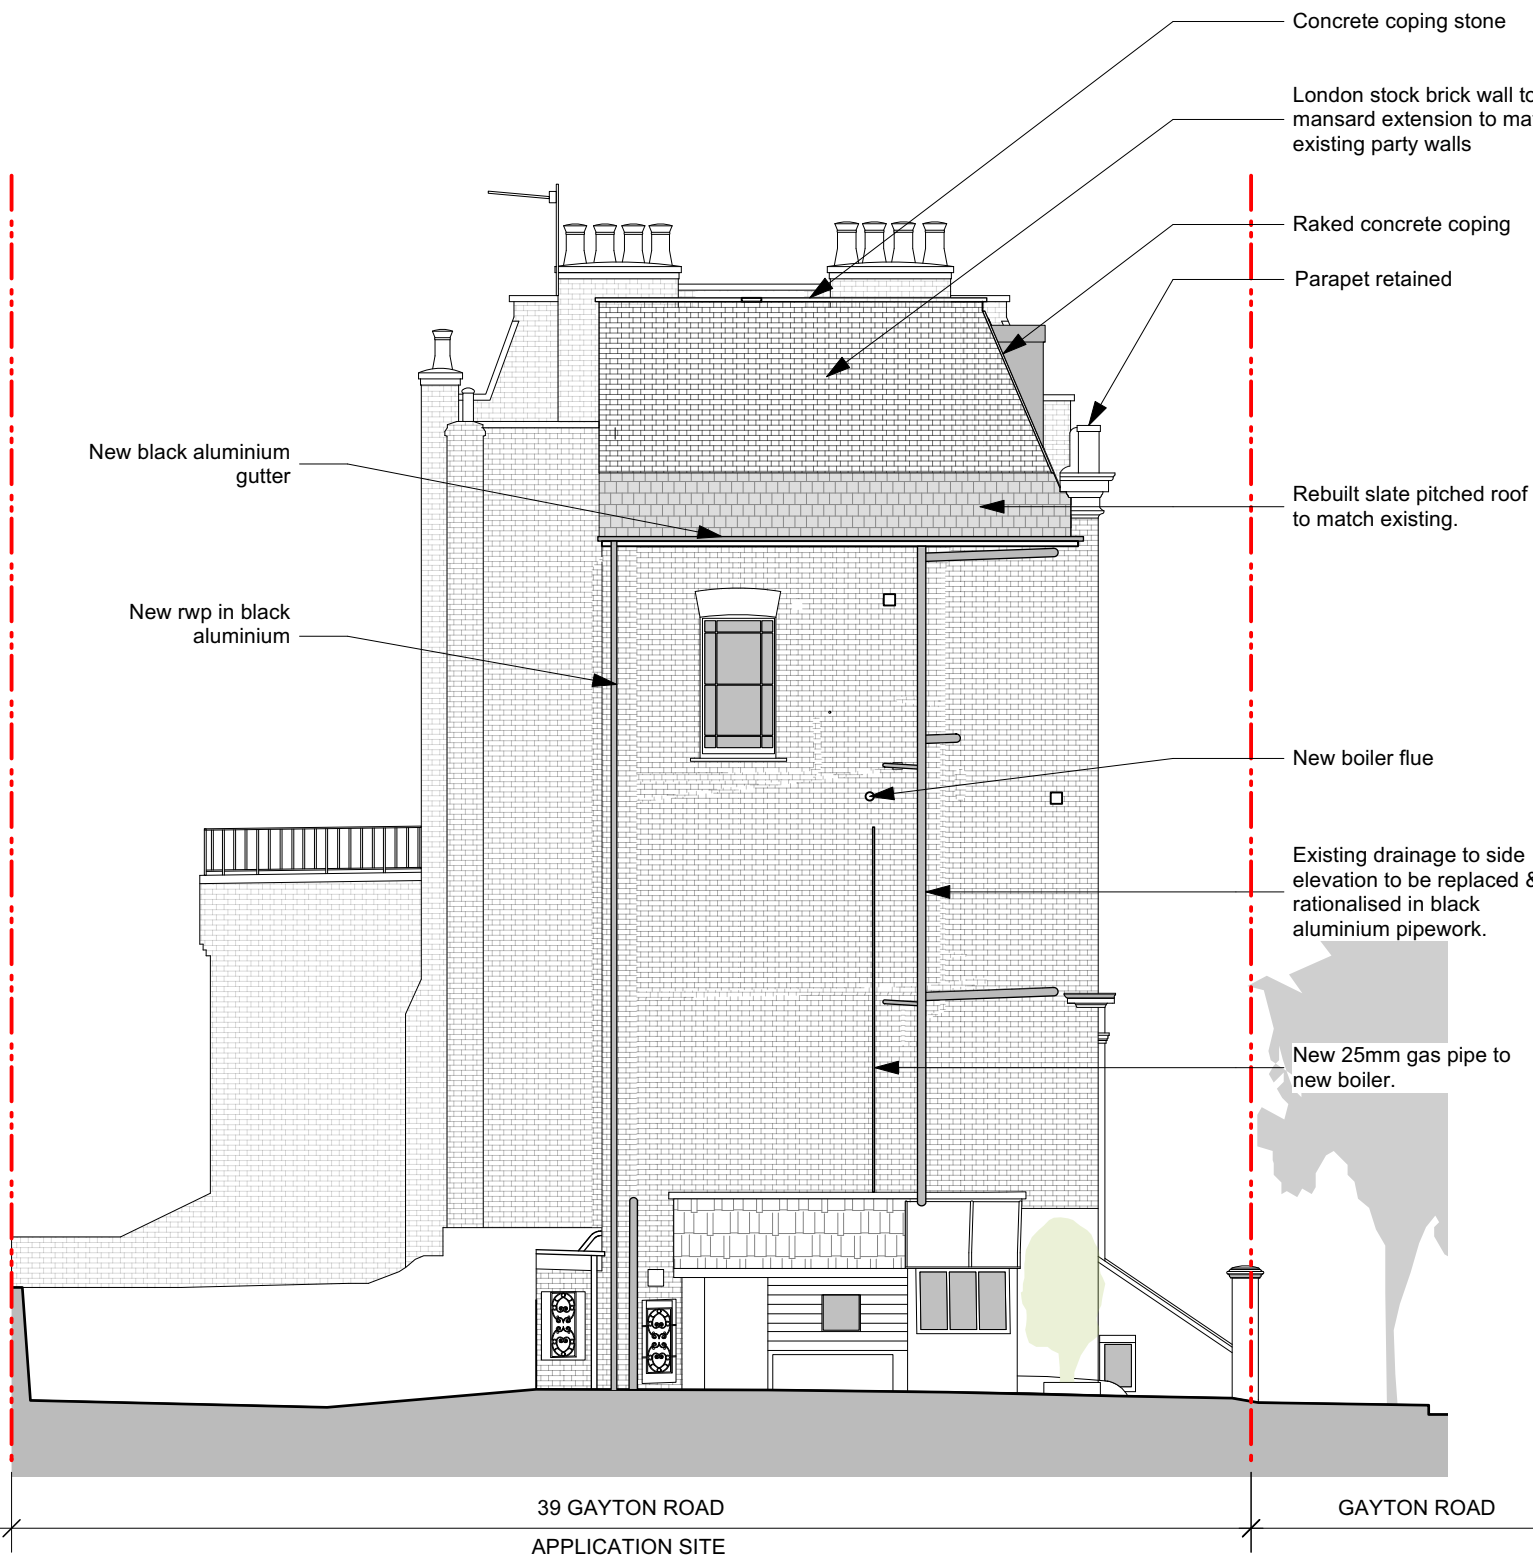 Concrete coping stone
London stock brick wall to
mansard extension to
existing party walls
Raked concrete coping
Parapet retained
New black aluminium
gutter
Rebuilt slate pitched roof
to match existing.
New rwp in black
aluminium
New boiler flue
Existing drainage to side
elevation to be replaced &
rationalised in black
aluminium pipework.
New 25mm gas pipe to
new boiler.
39 GAYTON ROAD
GAYTON ROAD
APPLICATION SITE